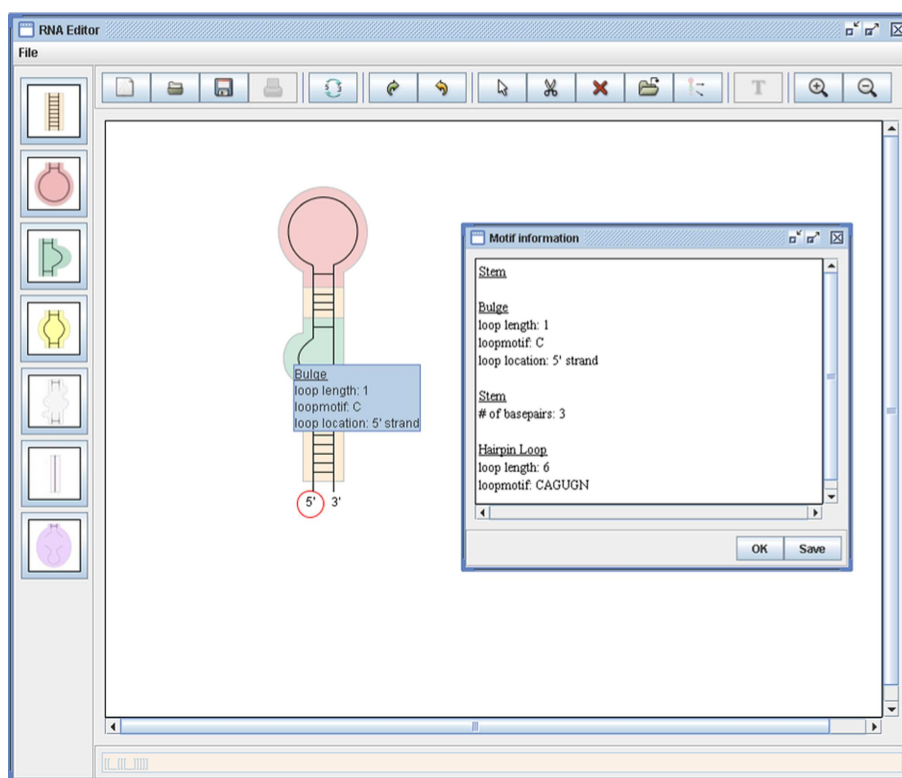 RNA Editor
File
T
Bulge
loop length: 1
loopmotif: C
loop location: 5' strand
5' 3'
Motif information
Stem
Bulge
loop length: 1
loopmotif: C
loop location: 5' strand
Stem
# of basepairs: 3
Hairpin Loop
loop length: 6
loopmotif: CAGUGN
OK Save